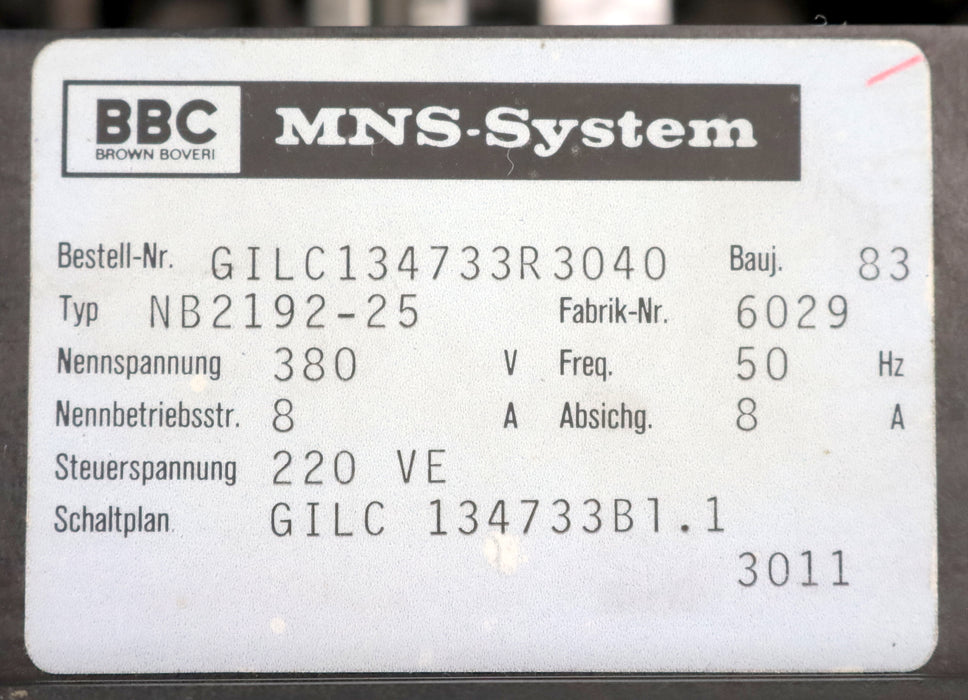 BBC
BROWN BOVERI
MNS-System
Bestell-Nr. GILC134733R3040 Bauj. 83
Typ NB2192-25 Fabrik-Nr. 6029
Nennspannung 380 V Freq. 50 Hz
Nennbetriebsstr. 8 A Absichg. 8 A
Steuerspannung 220 VE
Schaltplan GILC 134733Bl.1
3011